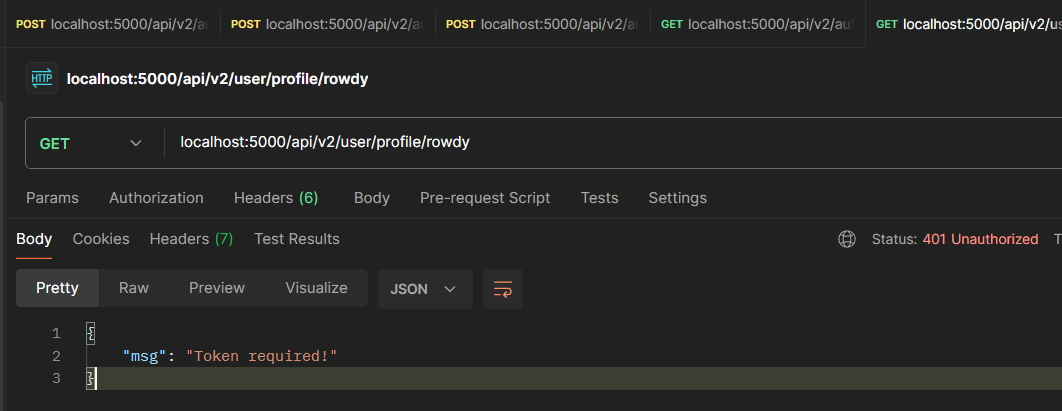 POST localhost:5000/api/v2/au POST localhost:5000/api/v2/a POST localhost:5000/api/v2/au GET localhost:5000/api/v2/aut GET localhost:5000/api/v2/us
HTTP localhost:5000/api/v2/user/profile/rowdy
GET localhost:5000/api/v2/user/profile/rowdy
Params Authorization Headers (6) Body Pre-request Script Tests Settings
Body Cookies Headers (7) Test Results Status: 401 Unauthorized T
Pretty Raw Preview Visualize JSON
1 {
2 "msg": "Token required!"
3 }